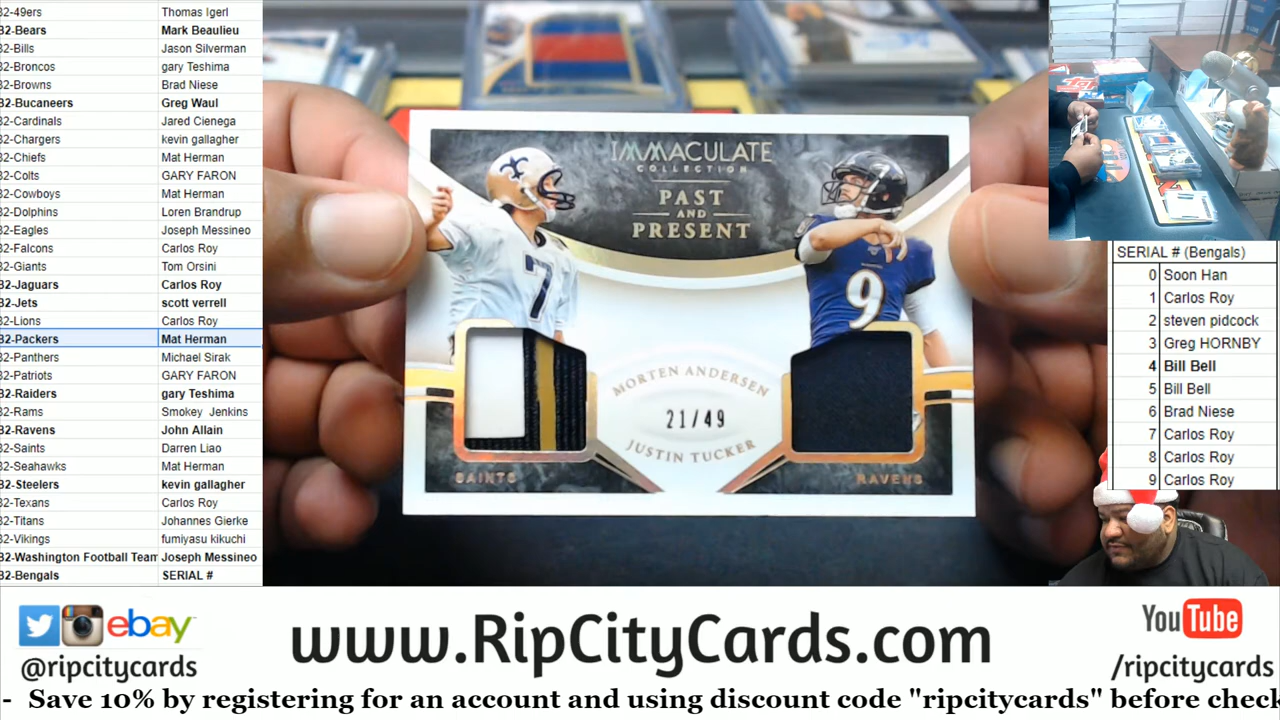 32-49ers Thomas Igerl
32-Bears Mark Beaulieu
32-Bills Jason Silverman
32-Broncos gary Teshima
32-Browns Brad Niese
32-Bucaneers Greg Waul
32-Cardinals Jared Cienega
32-Chargers kevin gallagher
32-Chiefs Mat Herman
32-Colts GARY FARON
32-Cowboys Mat Herman
32-Dolphins Loren Brandrup
32-Eagles Joseph Messineo
32-Falcons Carlos Roy
32-Giants Tom Orsini
32-Jaguars Carlos Roy
32-Jets scott verrell
32-Lions Carlos Roy
32-Packers Mat Herman
32-Panthers Michael Sirak
32-Patriots GARY FARON
32-Raiders gary Teshima
32-Rams Smokey Jenkins
32-Ravens John Allain
32-Saints Darren Liao
32-Seahawks Mat Herman
32-Steelers kevin gallagher
32-Texans Carlos Roy
32-Titans Johannes Gierke
32-Vikings fumiyasu kikuchi
32-Washington Football Team Joseph Messineo
32-Bengals SERIAL #
IMMACULATE
COLLECTION
PAST
AND
PRESENT
7
9
MORTEN ANDERSEN
21/49
JUSTIN TUCKER
SAINTS
RAVENS
SERIAL # (Bengals)
0 Soon Han
1 Carlos Roy
2 steven pidcock
3 Greg HORNBY
4 Bill Bell
5 Bill Bell
6 Brad Niese
7 Carlos Roy
8 Carlos Roy
9 Carlos Roy
ebay
@ripcitycards
www.RipCityCards.com
YouTube
/ripcitycards
- Save 10% by registering for an account and using discount code "ripcitycards" before check